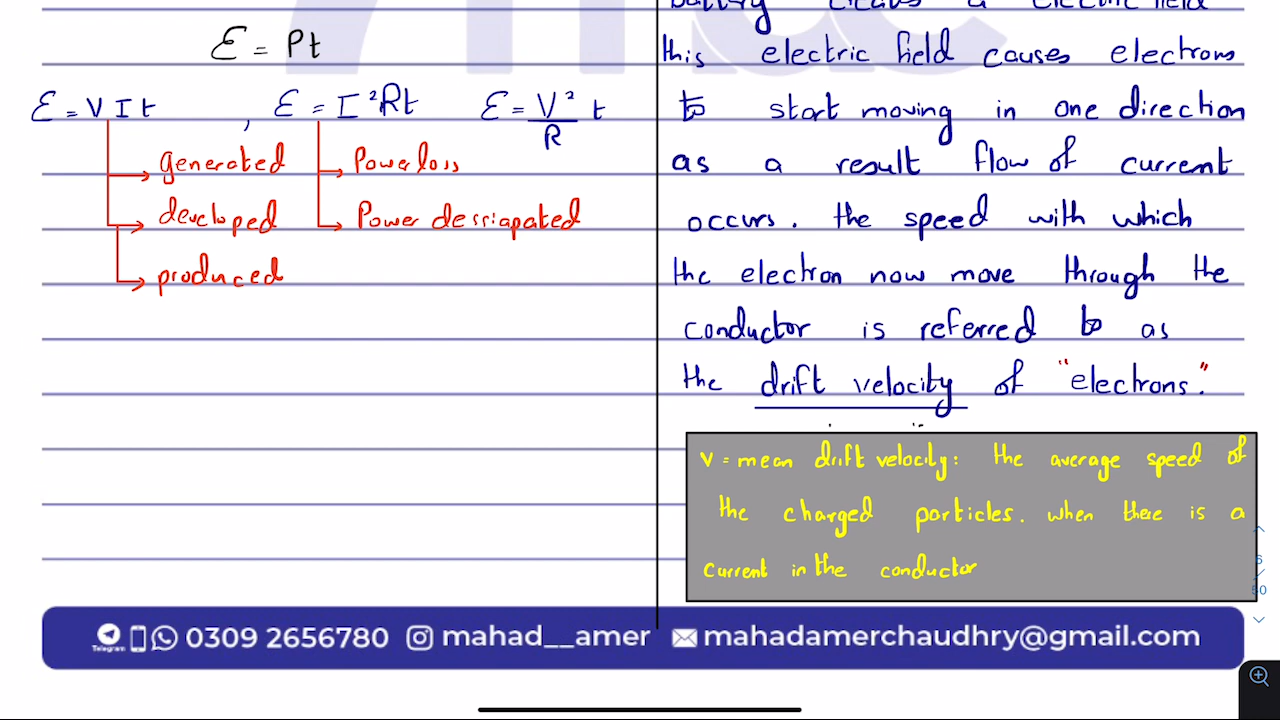 Ɛ = Pt
Ɛ = V I t , Ɛ = I²Rt Ɛ = V²/R t
generated
developed
produced
Power loss
Power dessiapated
this electric field causes electrons
to start moving in one direction
as a result flow of current
occurs. the speed with which
the electron now move through the
conductor is referred to as
the drift velocity of "electrons."
v = mean drift velocity: the average speed of
the charged particles. when there is a
current in the conductor
6
/
50
Telegram 0309 2656780 mahad__amer mahadamerchaudhry@gmail.com